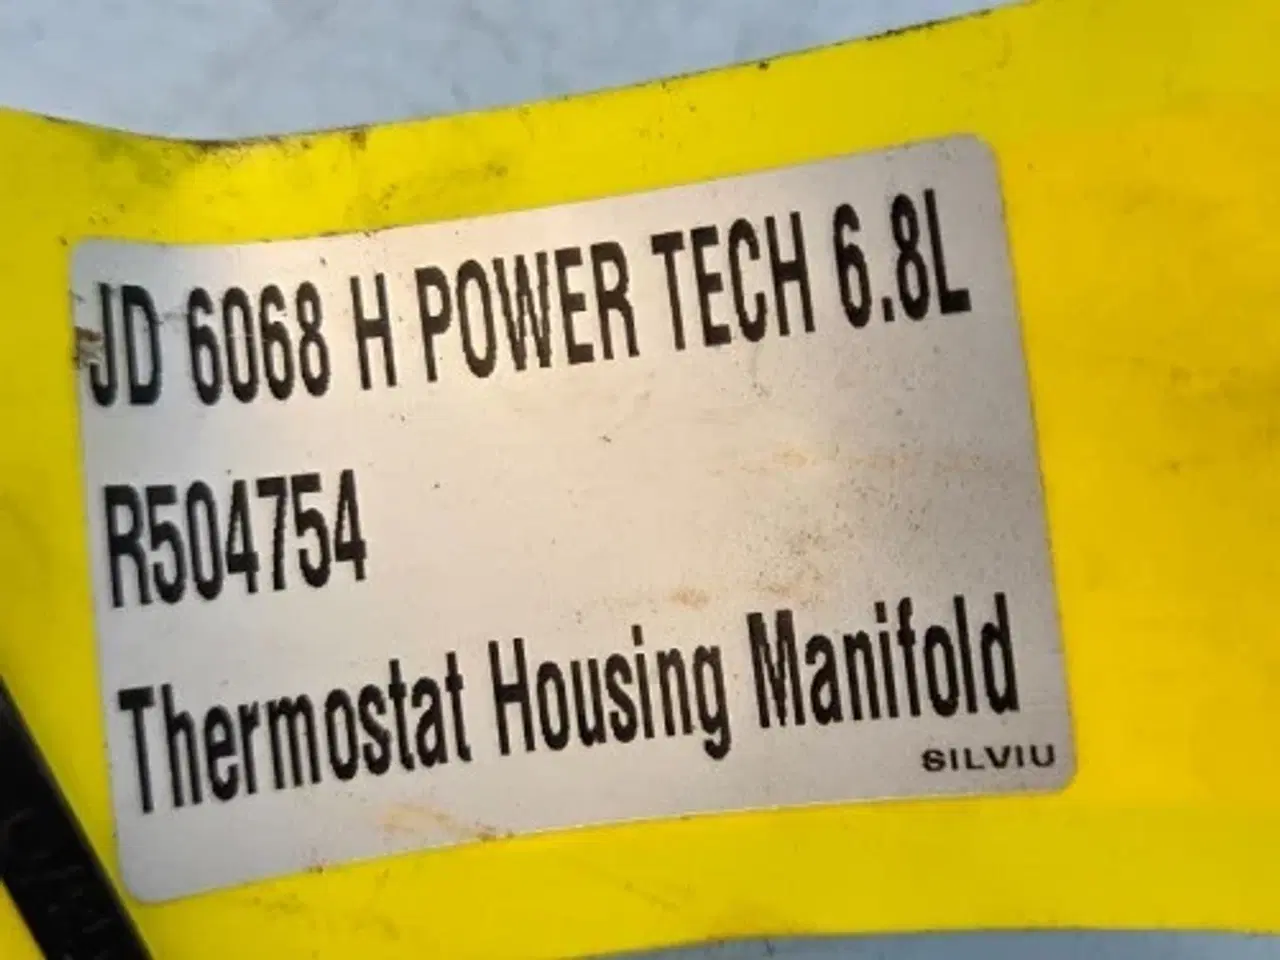 JD 6068 H POWER TECH 6.8L
R504754
Thermostat Housing Manifold
SILVIU